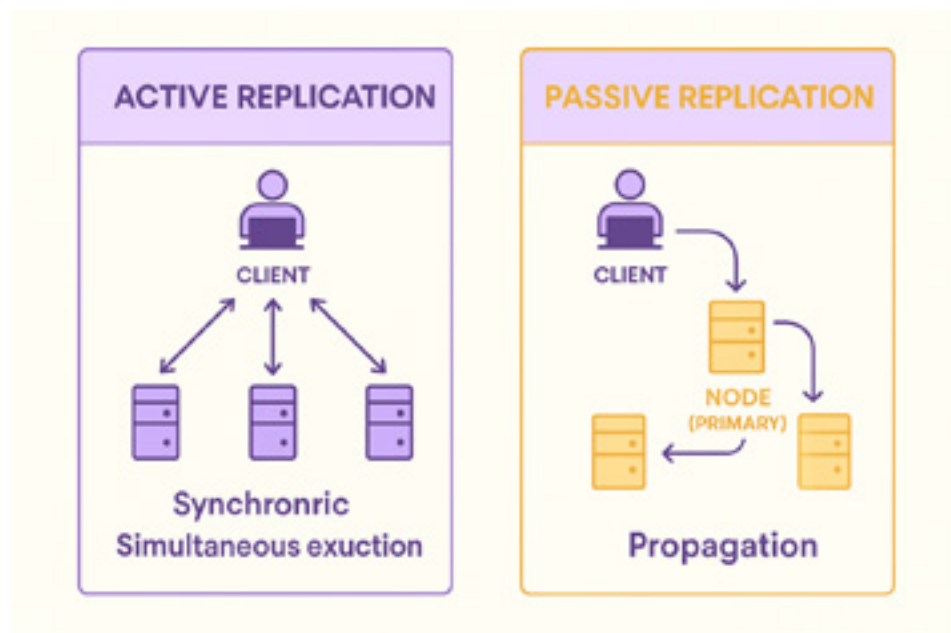 ACTIVE REPLICATION
CLIENT
Synchronric
Simultaneous exuction
PASSIVE REPLICATION
CLIENT
NODE
(PRIMARY)
Propagation